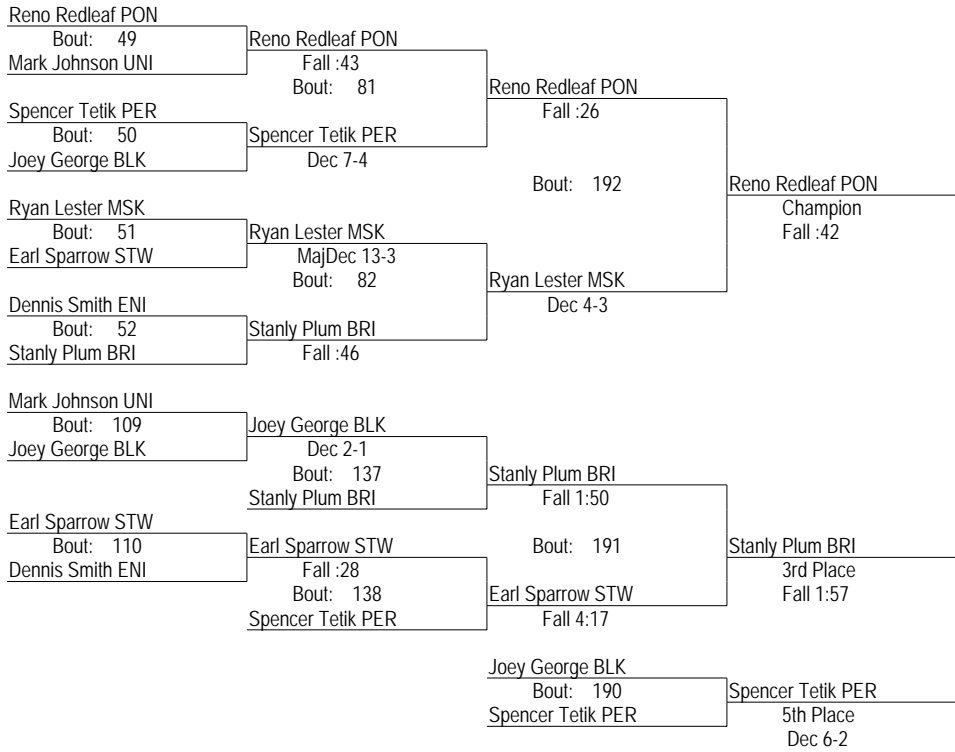 Reno Redleaf PON
Bout: 49
Mark Johnson UNI
Reno Redleaf PON
Fall :43
Bout: 81
Spencer Tetik PER
Bout: 50
Joey George BLK
Spencer Tetik PER
Dec 7-4
Reno Redleaf PON
Fall :26
Bout: 192
Ryan Lester MSK
Bout: 51
Earl Sparrow STW
Ryan Lester MSK
MajDec 13-3
Bout: 82
Dennis Smith ENI
Bout: 52
Stanly Plum BRI
Stanly Plum BRI
Fall :46
Ryan Lester MSK
Dec 4-3
Reno Redleaf PON
Champion
Fall :42
Mark Johnson UNI
Bout: 109
Joey George BLK
Joey George BLK
Dec 2-1
Bout: 137
Stanly Plum BRI
Stanly Plum BRI
Fall 1:50
Bout: 191
Earl Sparrow STW
Bout: 110
Dennis Smith ENI
Earl Sparrow STW
Fall :28
Bout: 138
Spencer Tetik PER
Earl Sparrow STW
Fall 4:17
Stanly Plum BRI
3rd Place
Fall 1:57
Joey George BLK
Bout: 190
Spencer Tetik PER
Spencer Tetik PER
5th Place
Dec 6-2